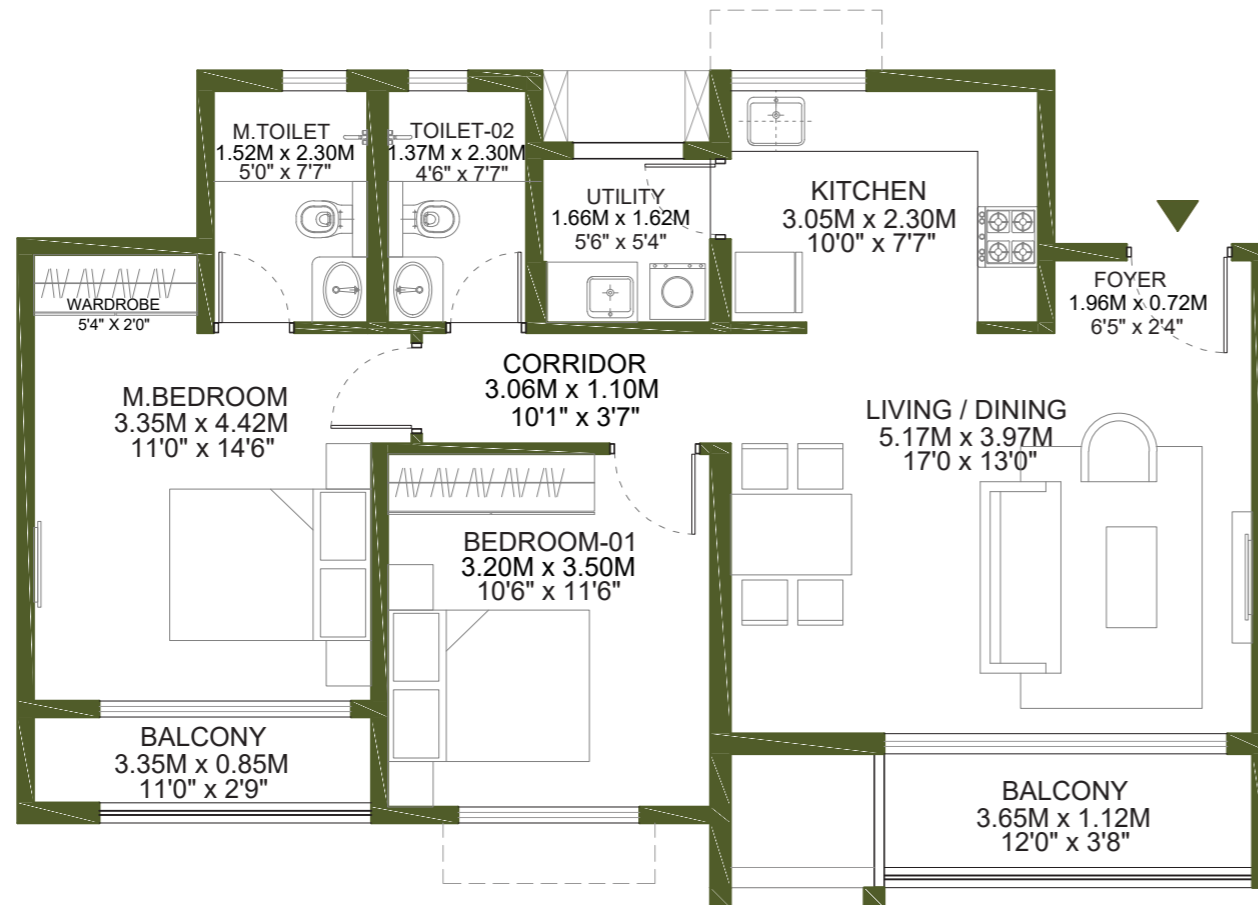 M.TOILET
1.52M x 2.30M
5'0" x 7'7"
TOILET-02
1.37M x 2.30M
4'6" x 7'7"
UTILITY
1.66M x 1.62M
5'6" x 5'4"
KITCHEN
3.05M x 2.30M
10'0" x 7'7"
FOYER
1.96M x 0.72M
6'5" x 2'4"
WARDROBE
5'4" X 2'0"
M.BEDROOM
3.35M x 4.42M
11'0" x 14'6"
CORRIDOR
3.06M x 1.10M
10'1" x 3'7"
LIVING / DINING
5.17M x 3.97M
17'0 x 13'0"
BEDROOM-01
3.20M x 3.50M
10'6" x 11'6"
BALCONY
3.35M x 0.85M
11'0" x 2'9"
BALCONY
3.65M x 1.12M
12'0" x 3'8"